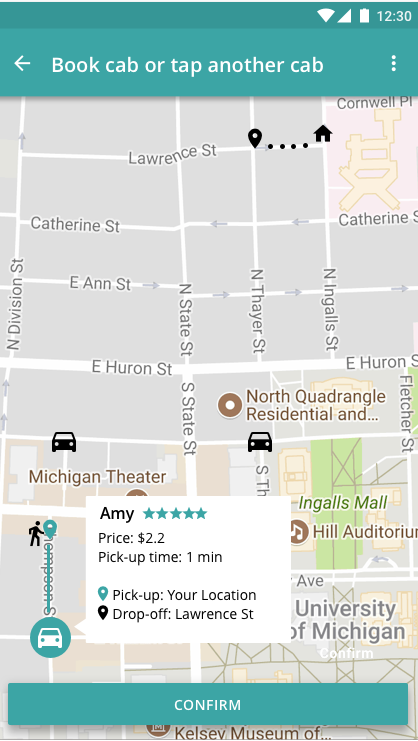 12:30
Book cab or tap another cab
Cornwell Pl
Lawrence St
Catherine St
Catherine S
E Ann St
N Division St
N State St
N Thayer St
N Ingalls St
E Huron St
E Huron S
Fletcher St
S State St
North Quadrangle
Residential and...
Michigan Theater
S Th
Ingalls Mall
Hill Auditoriu
Amy
Price: $2.2
Pick-up time: 1 min
Pick-up: Your Location
Drop-off: Lawrence St
hompson S
Ave
University
of Michigan
Confirm
CONFIRM
Kelsey Museum of...